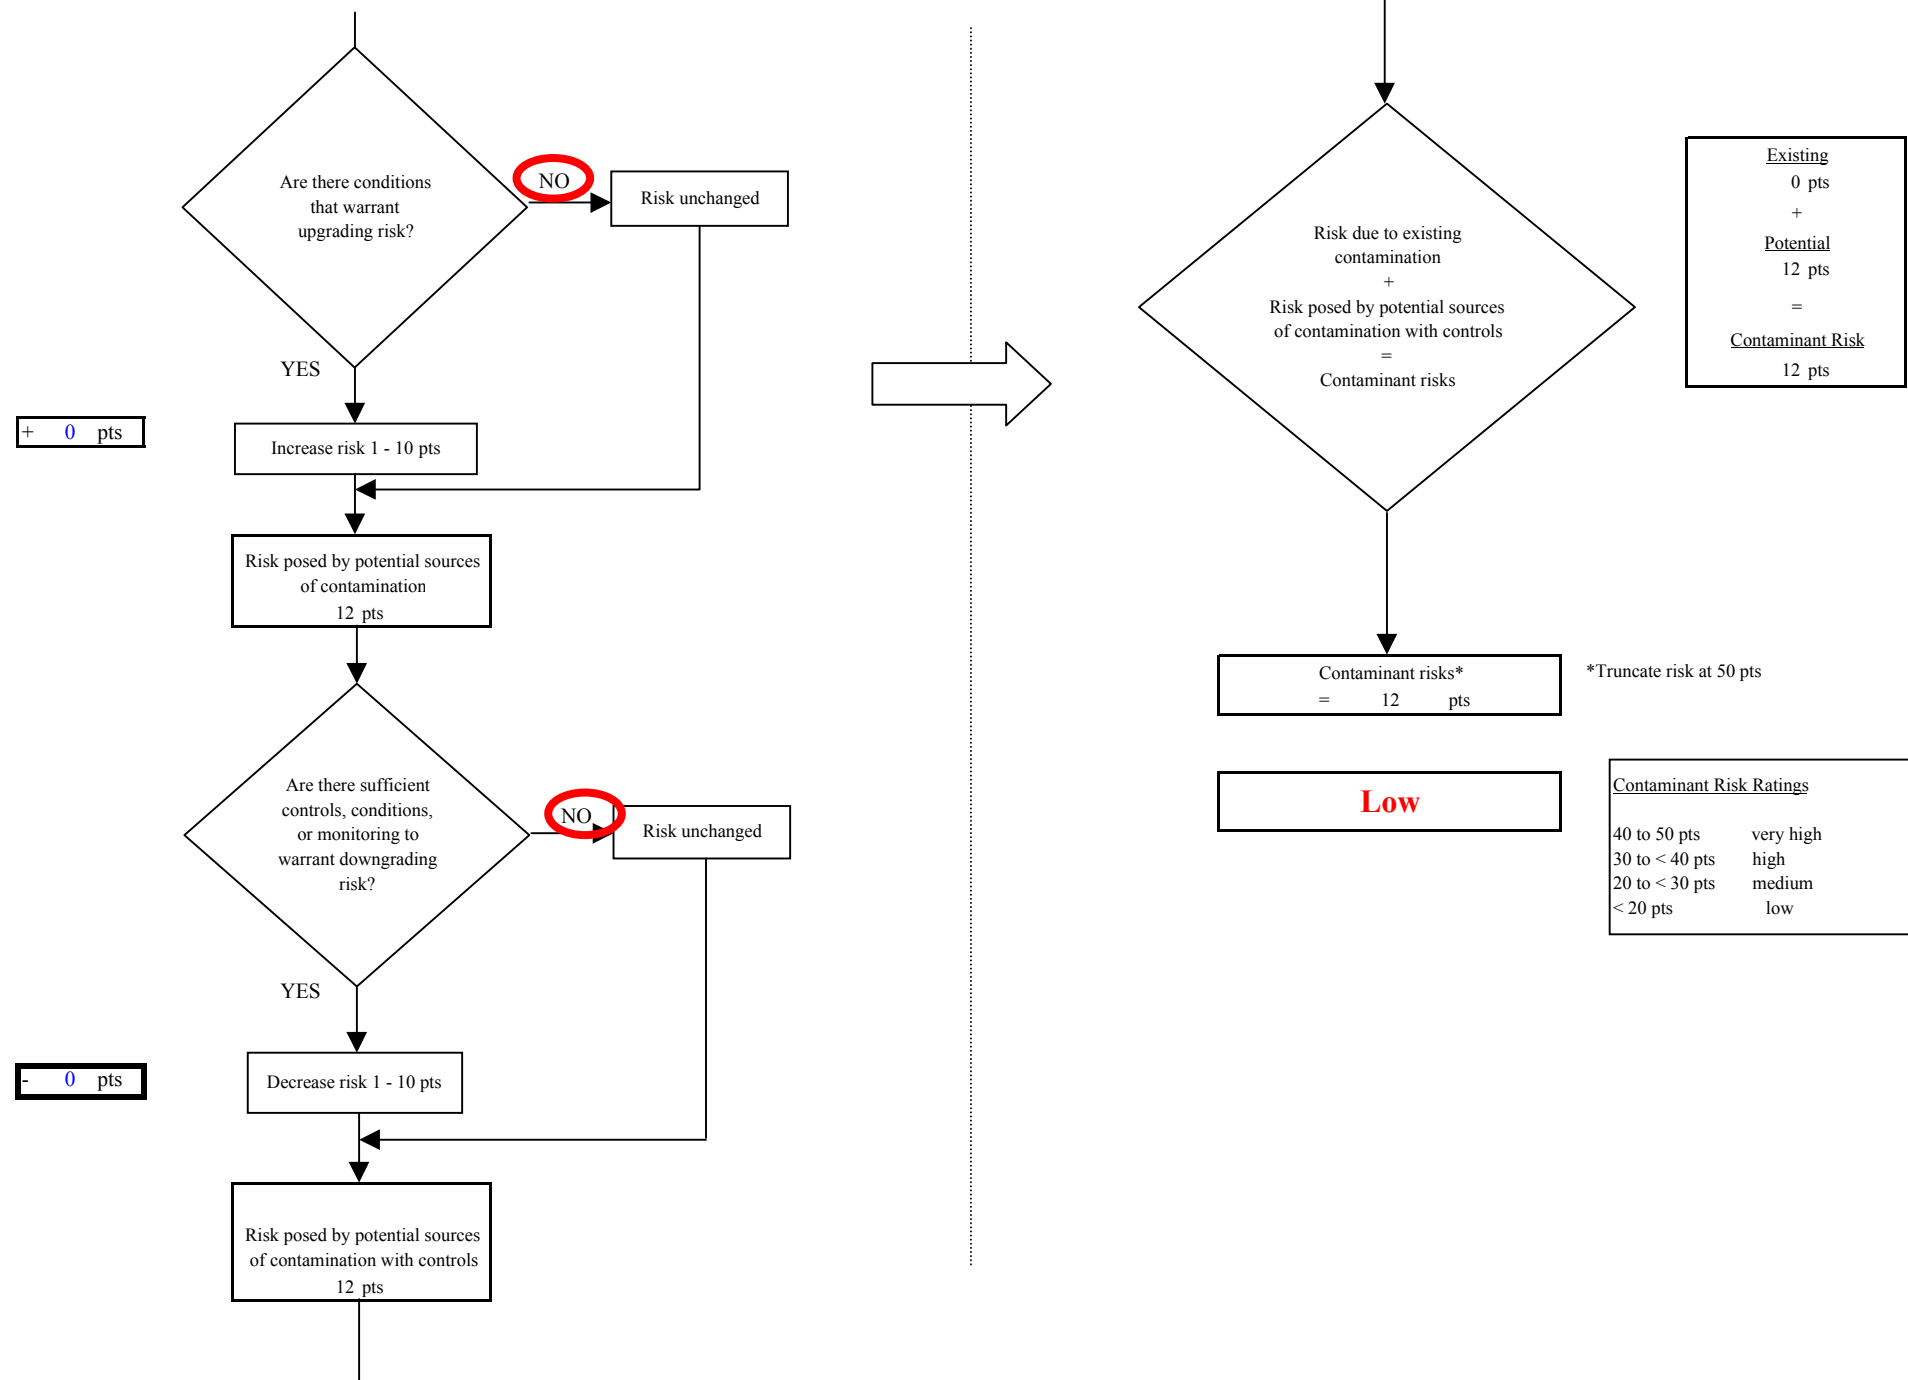 Are there conditions
that warrant
upgrading risk?
NO
Risk unchanged
YES
+ 0 pts
Increase risk 1 - 10 pts
Risk posed by potential sources
of contamination
12 pts
Are there sufficient
controls, conditions,
or monitoring to
warrant downgrading
risk?
NO
Risk unchanged
YES
- 0 pts
Decrease risk 1 - 10 pts
Risk posed by potential sources
of contamination with controls
12 pts
Risk due to existing
contamination
+
Risk posed by potential sources
of contamination with controls
=
Contaminant risks
Existing
0 pts
+
Potential
12 pts
=
Contaminant Risk
12 pts
Contaminant risks*
= 12 pts
*Truncate risk at 50 pts
Low
Contaminant Risk Ratings
40 to 50 pts very high
30 to < 40 pts high
20 to < 30 pts medium
< 20 pts low